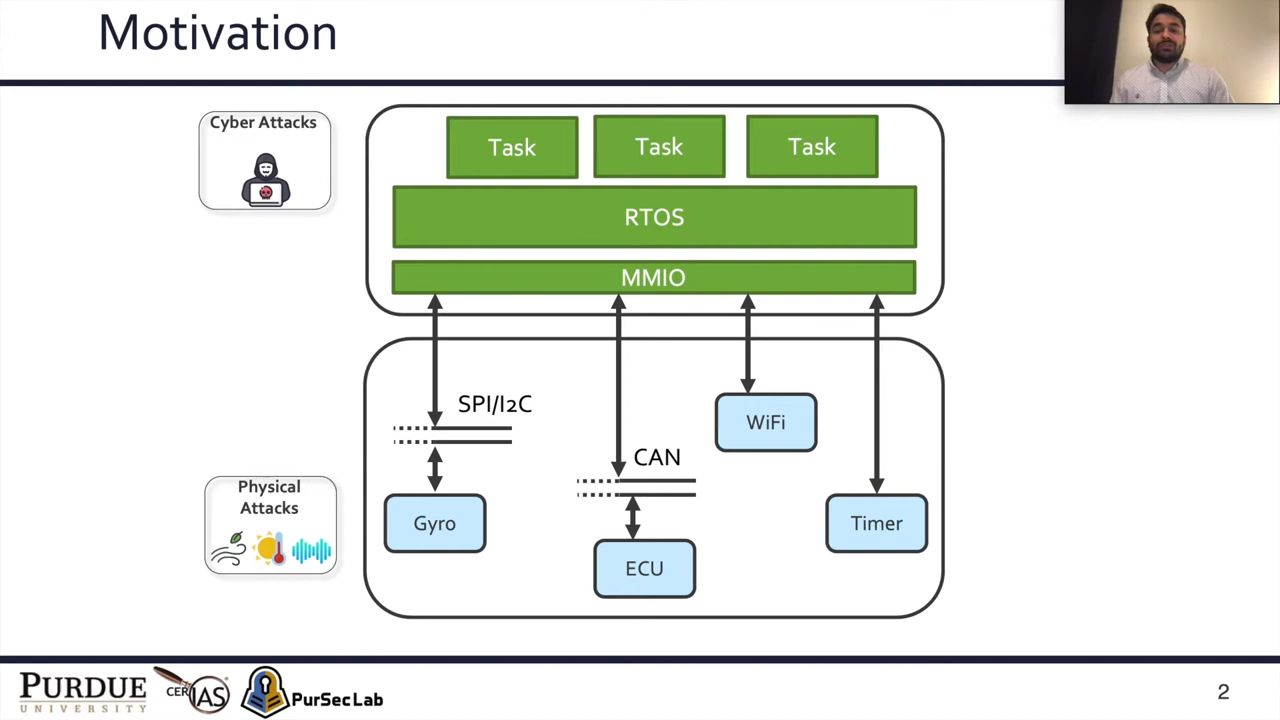 Motivation
Cyber Attacks
Task
Task
Task
RTOS
MMIO
SPI/I2C
CAN
WiFi
Physical
Attacks
Gyro
ECU
Timer
PURDUE
UNIVERSITY
CERIAS
PurSecLab
2